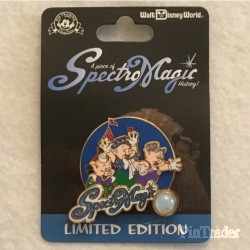 Walt Disney World
A piece of
SpectroMagic
History!
SpectroMagic
LIMITED EDITION
PinTrader